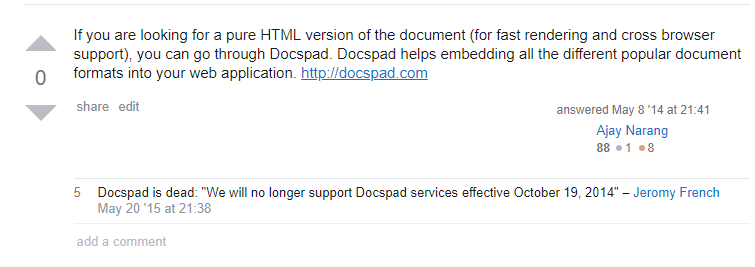 If you are looking for a pure HTML version of the document (for fast rendering and cross browser
support), you can go through Docspad. Docspad helps embedding all the different popular document
formats into your web application. http://docspad.com
0
share edit
answered May 8 '14 at 21:41
Ajay Narang
88 ●1 ●8
5 Docspad is dead: "We will no longer support Docspad services effective October 19, 2014" – Jeromy French
May 20 '15 at 21:38
add a comment